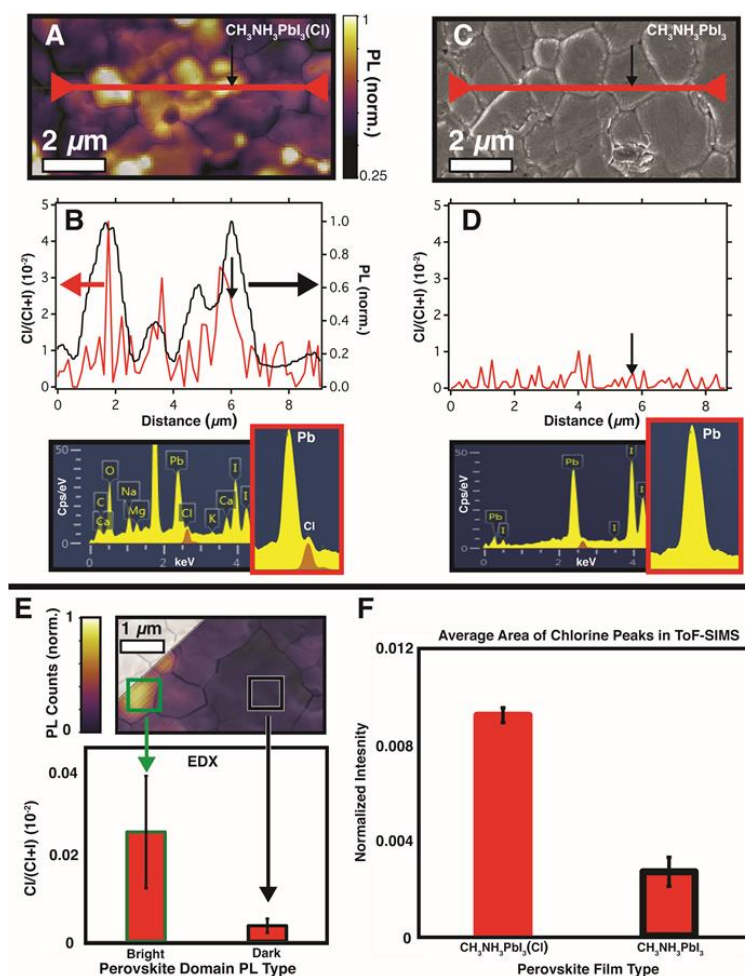 A
CH₃NH₃PbI₃(Cl)
2 µm
1
PL (norm.)
0.25
C
CH₃NH₃PbI₃
2 µm
B
Cl/(Cl+I) (10⁻²)
5
4
3
2
1
0
1.0
0.8
0.6
0.4
0.2
0.0
PL (norm.)
0 2 4 6 8
Distance (µm)
D
Cl/(Cl+I) (10⁻²)
5
4
3
2
1
0
0 2 4 6 8
Distance (µm)
50
Cps/eV
0
O
C
Ca
Na
Mg
Pb
Cl
K
Ca
I
I
0 2 4
keV
Pb
Cl
50
Cps/eV
0
Pb
I
Pb
I
I
I
0 2 4
keV
Pb
E
1
PL Counts (norm.)
0
1 µm
EDX
Cl/(Cl+I) (10⁻²)
0.04
0.02
0
Bright Dark
Perovskite Domain PL Type
F
Average Area of Chlorine Peaks in ToF-SIMS
Normalized Intesnity
0.012
0.008
0.004
0
CH₃NH₃PbI₃(Cl) CH₃NH₃PbI₃
Perovskite Film Type